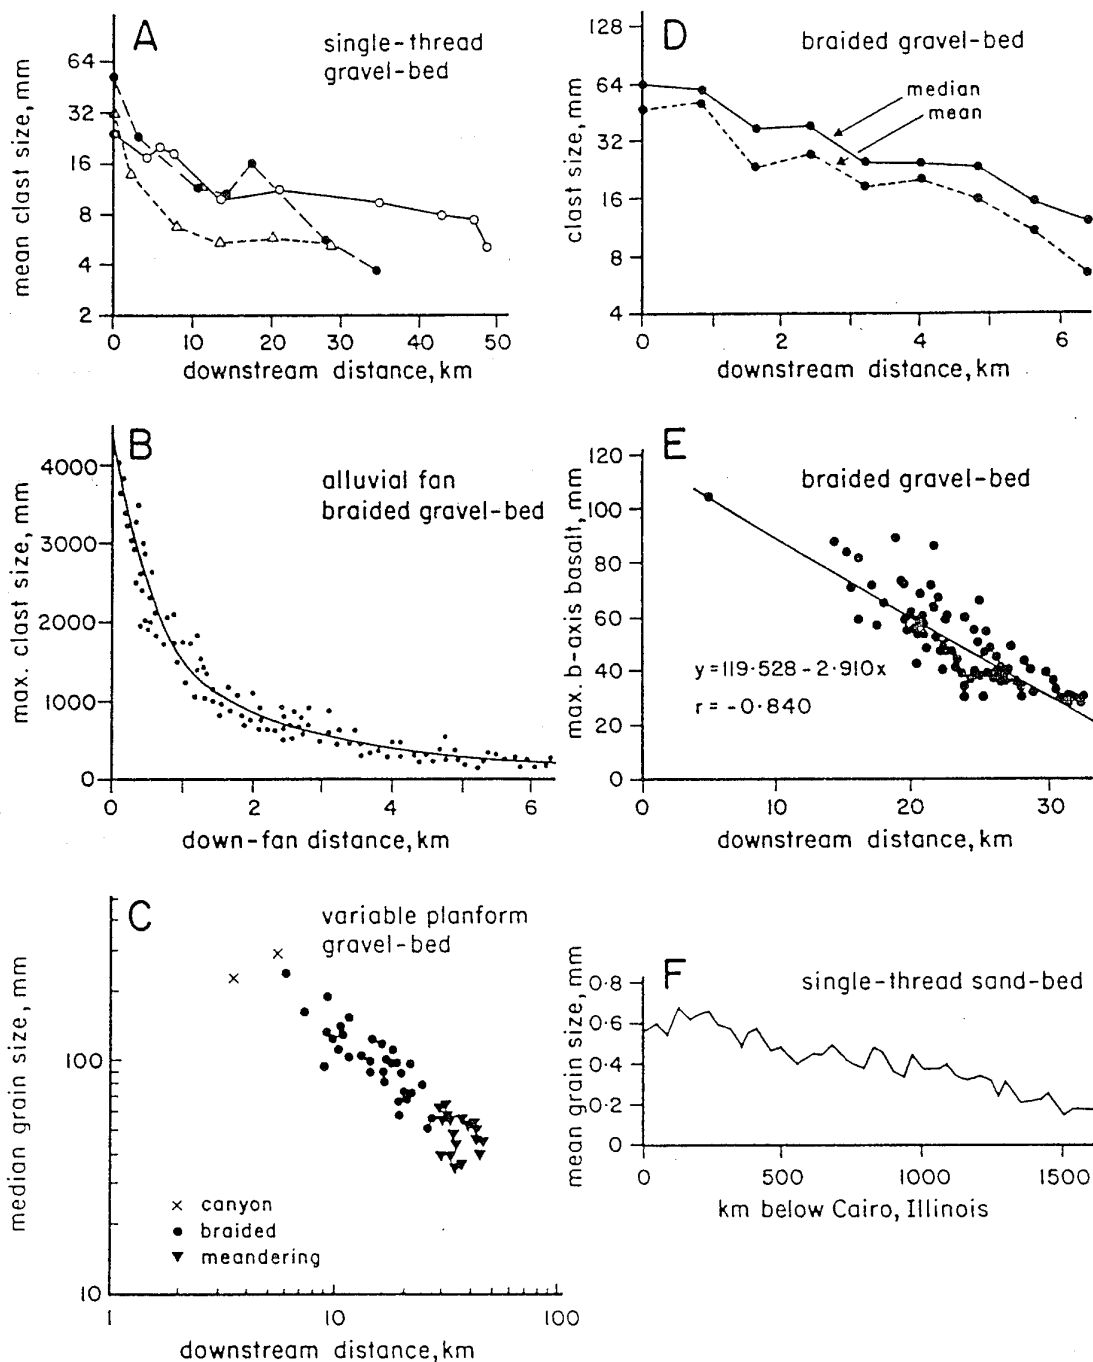 A
single-thread
gravel-bed
mean clast size, mm
64
32
16
8
4
2
0 10 20 30 40 50
downstream distance, km
D
braided gravel-bed
median
mean
clast size, mm
128
64
32
16
8
4
0 1 2 3 4 5 6
downstream distance, km
B
alluvial fan
braided gravel-bed
max. clast size, mm
4000
3000
2000
1000
0
0 1 2 3 4 5 6
down-fan distance, km
E
braided gravel-bed
max. b-axis basalt, mm
120
100
80
60
40
20
0
y=119·528-2·910x
r=-0·840
0 10 20 30
downstream distance, km
C
variable planform
gravel-bed
median grain size, mm
100
10
× canyon
braided
meandering
1 10 100
downstream distance, km
F
single-thread sand-bed
mean grain size, mm
0·8
0·6
0·4
0·2
0
0 500 1000 1500
km below Cairo, Illinois